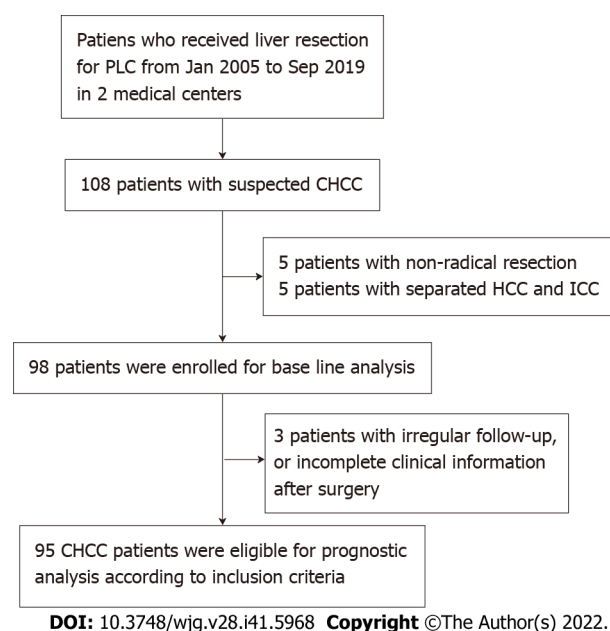 Patiens who received liver resection
for PLC from Jan 2005 to Sep 2019
in 2 medical centers
108 patients with suspected CHCC
5 patients with non-radical resection
5 patients with separated HCC and ICC
98 patients were enrolled for base line analysis
3 patients with irregular follow-up,
or incomplete clinical information
after surgery
95 CHCC patients were eligible for prognostic
analysis according to inclusion criteria
DOI: 10.3748/wjg.v28.i41.5968 Copyright ©The Author(s) 2022.